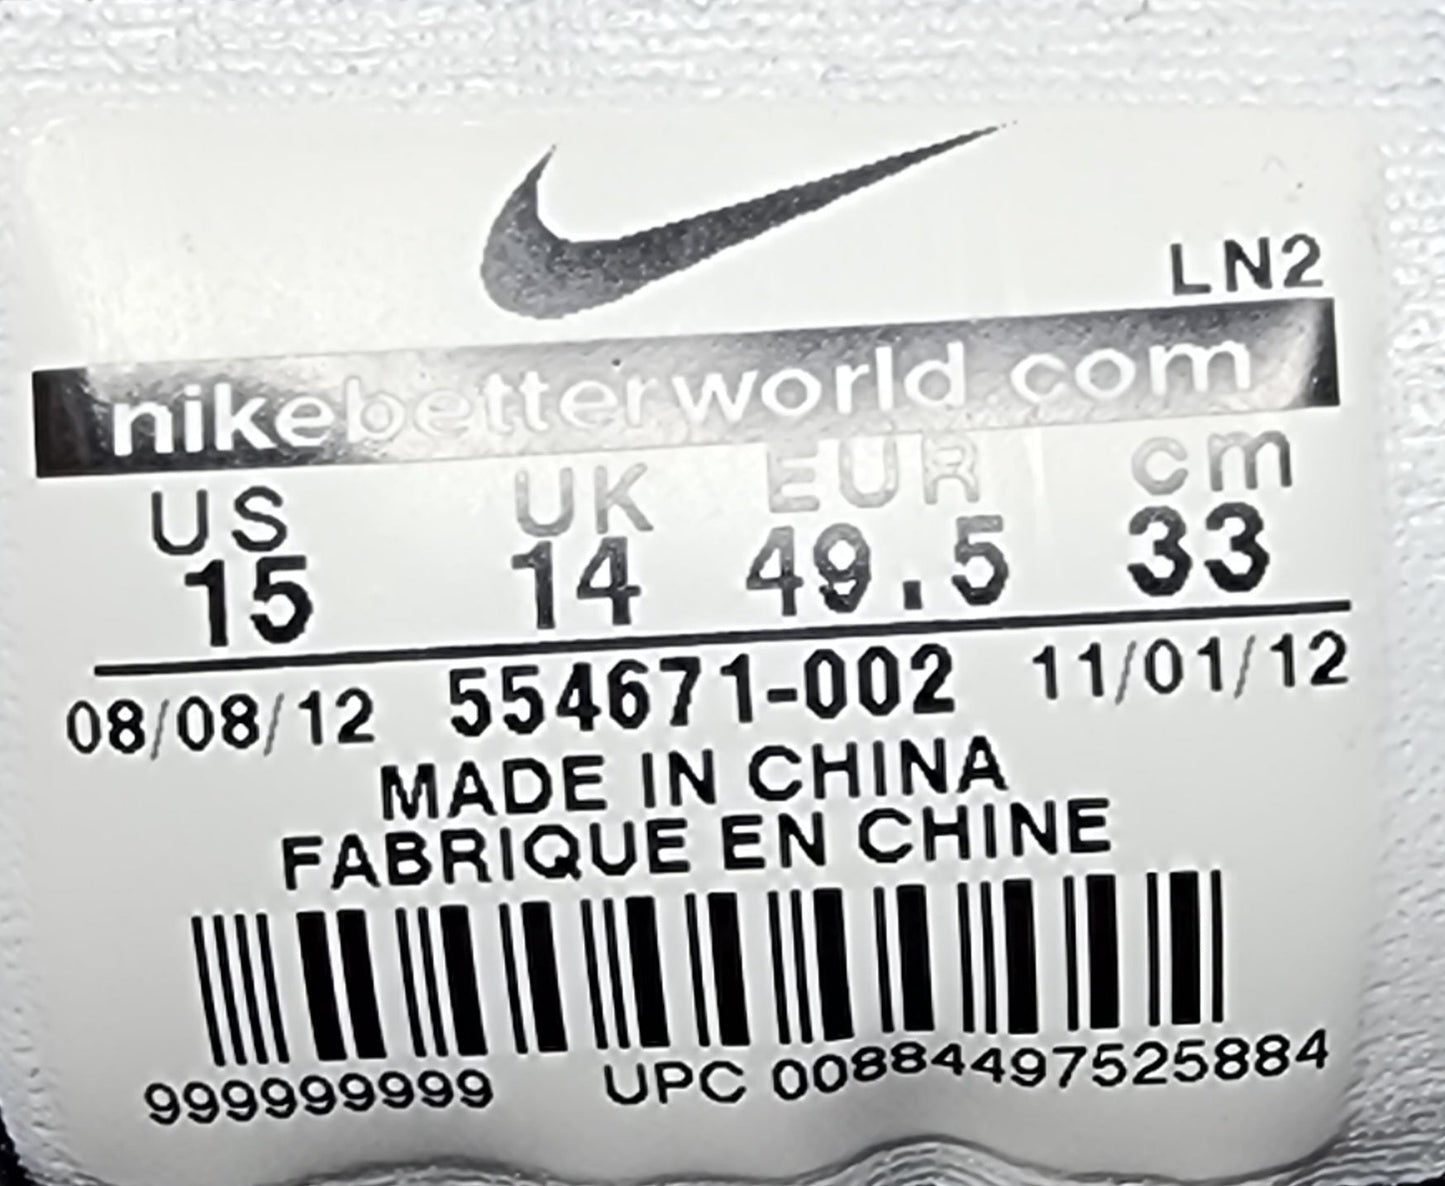 LN2
nikebetterworld.com
US UK EUR cm
15 14 49.5 33
08/08/12 554671-002 11/01/12
MADE IN CHINA
FABRIQUE EN CHINE
999999999 UPC 00884497525884